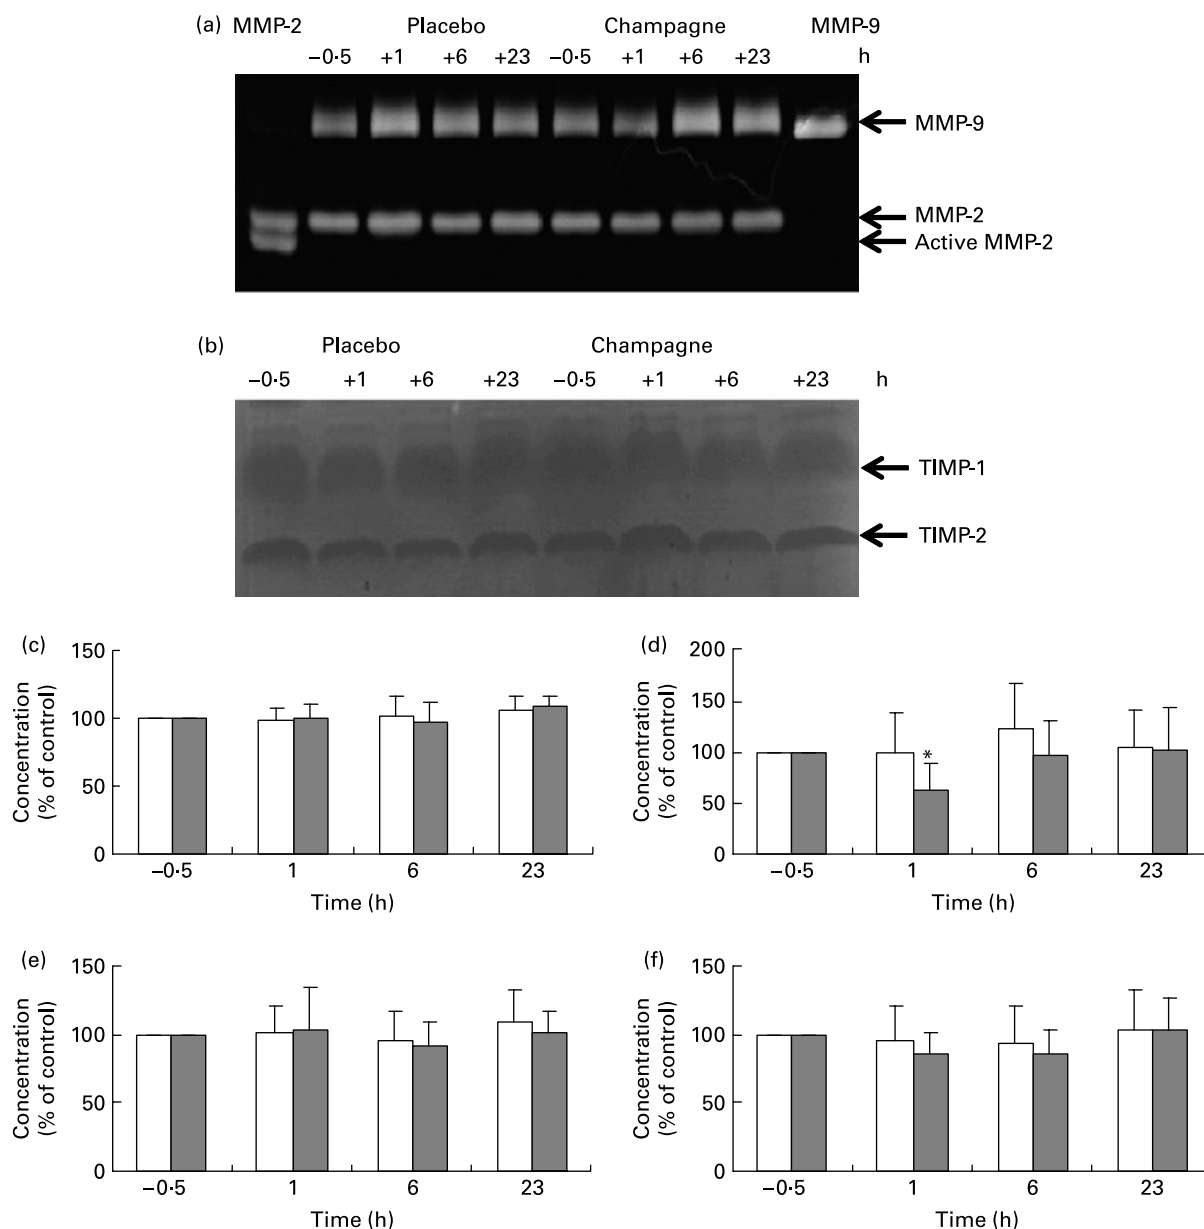 (a) MMP-2 Placebo Champagne MMP-9
−0·5 +1 +6 +23 −0·5 +1 +6 +23 h
MMP-9
MMP-2
Active MMP-2
(b) Placebo Champagne
−0·5 +1 +6 +23 −0·5 +1 +6 +23 h
TIMP-1
TIMP-2
(c)
Concentration
(% of control)
150
100
50
0
−0·5 1 6 23
Time (h)
(d)
Concentration
(% of control)
200
150
100
50
0
*
−0·5 1 6 23
Time (h)
(e)
Concentration
(% of control)
150
100
50
0
−0·5 1 6 23
Time (h)
(f)
Concentration
(% of control)
150
100
50
0
−0·5 1 6 23
Time (h)